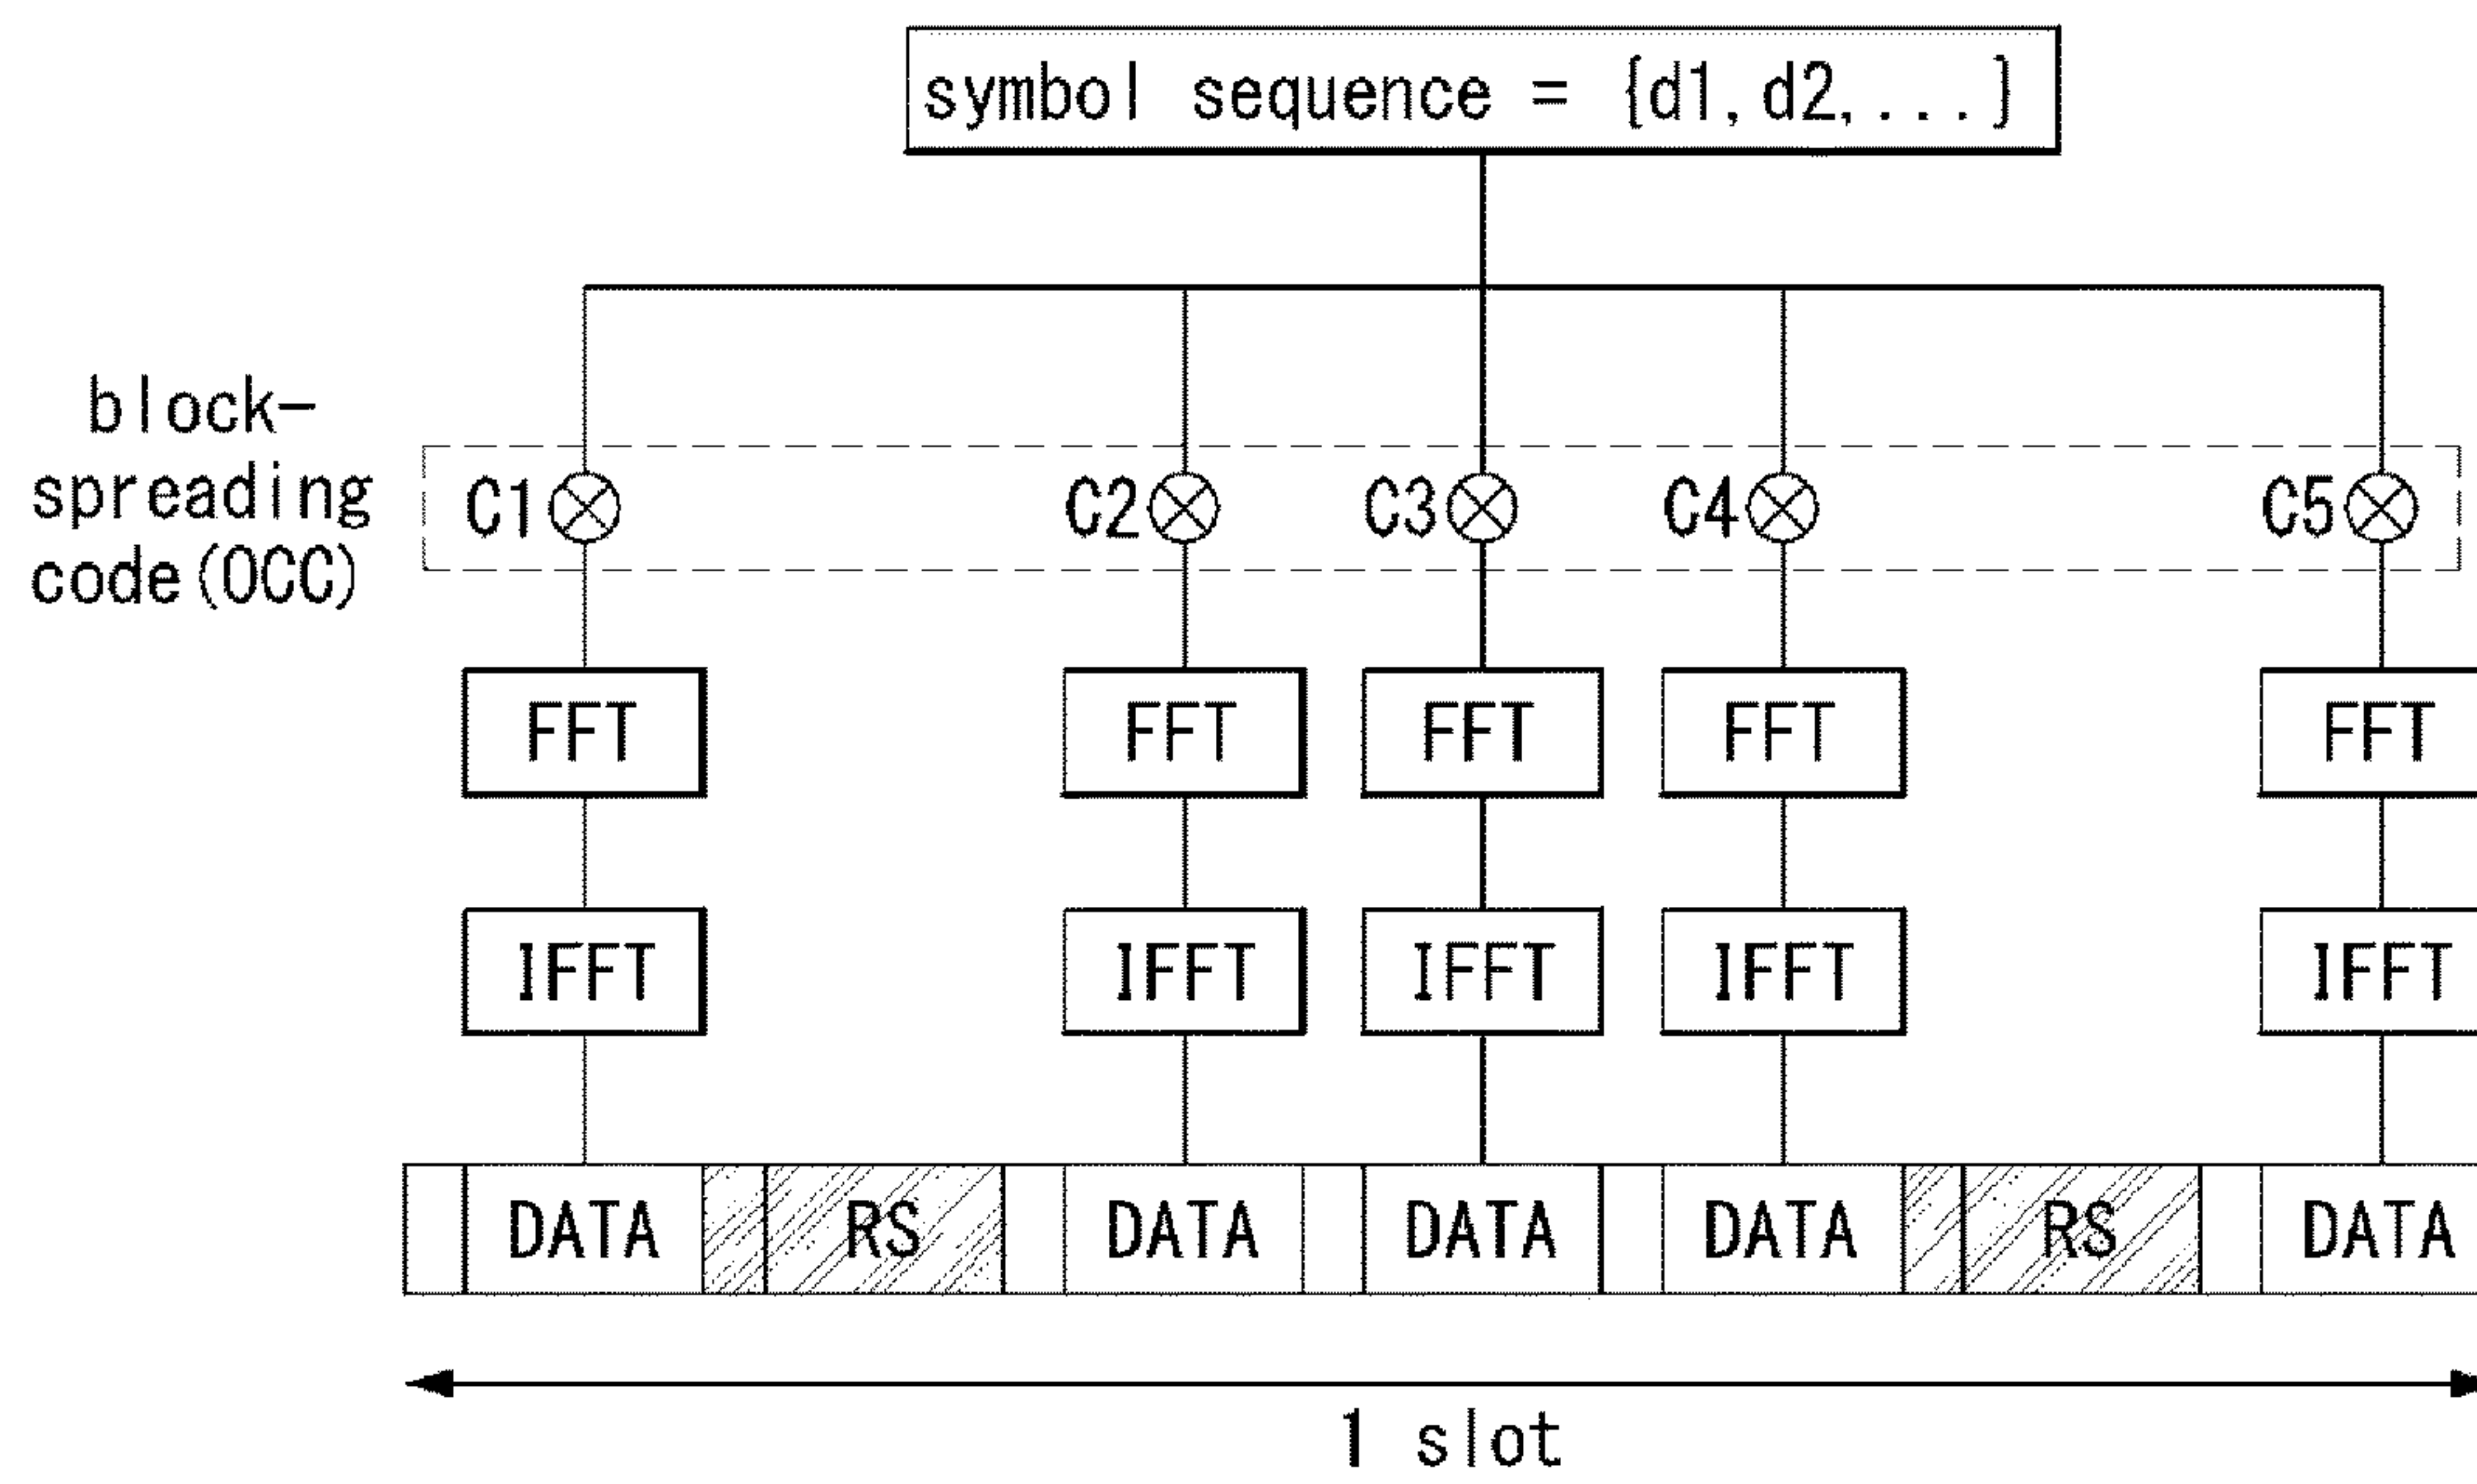 symbol sequence = {d1,d2,...}
block-
spreading
code(OCC)
C1 C2 C3 C4 C5
FFT FFT FFT FFT FFT
IFFT IFFT IFFT IFFT IFFT
DATA RS DATA DATA DATA RS DATA
1 slot